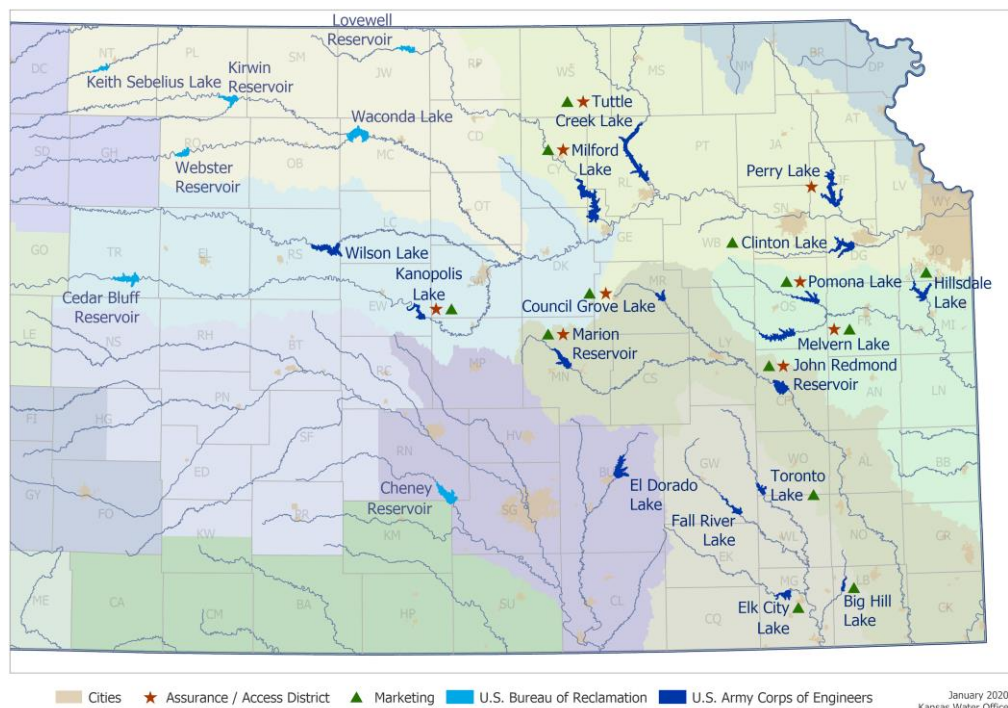 Lovewell
Reservoir
NT
PL
SM
JW
RP
WS
MS
NM
BR
DP
DC
Keith Sebelius Lake
Kirwin
Reservoir
Tuttle
Creek Lake
AT
SD
GH
RO
OB
Waconda Lake
MC
CD
CY
Milford
Lake
RL
PT
JA
JF
LV
WY
Webster
Reservoir
Perry Lake
OT
SN
GO
TR
EL
RS
LC
Wilson Lake
DK
GE
WB
Clinton Lake
DG
JO
Kanopolis
Lake
SA
EW
MR
Council Grove Lake
OS
Pomona Lake
Hillsdale
Lake
FR
MI
Cedar Bluff
Reservoir
LE
NS
RH
BT
RC
MP
Marion
Reservoir
MN
CS
LY
Melvern Lake
John Redmond
Reservoir
CF
AN
LN
FI
HG
PN
SF
RN
HV
BU
El Dorado
Lake
GW
WO
AL
BB
Toronto
Lake
GY
FO
ED
PR
Cheney
Reservoir
SG
Fall River
Lake
WL
NO
GR
KW
KM
EK
ME
CA
CM
BA
HP
SU
CL
CQ
MG
Elk City
Lake
LB
Big Hill
Lake
CK
Cities
Assurance / Access District
Marketing
U.S. Bureau of Reclamation
U.S. Army Corps of Engineers
January 2020
Kansas Water Office